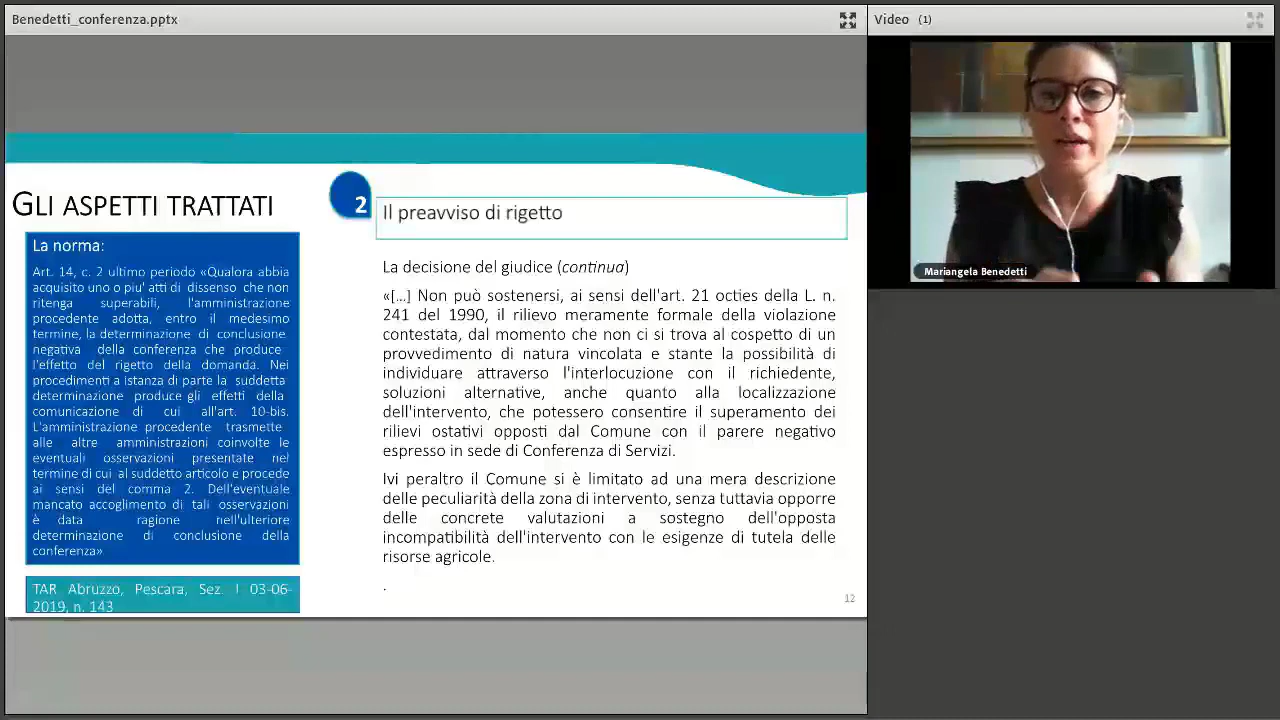 Benedetti_conferenza.pptx
Video (1)
GLI ASPETTI TRATTATI
La norma:
Art. 14, c. 2 ultimo periodo «Qualora abbia
acquisito uno o piu' atti di dissenso che non
ritenga superabili, l'amministrazione
procedente adotta, entro il medesimo
termine, la determinazione di conclusione
negativa della conferenza che produce
l'effetto del rigetto della domanda. Nei
procedimenti a istanza di parte la suddetta
determinazione produce gli effetti della
comunicazione di cui all'art. 10-bis.
L'amministrazione procedente trasmette
alle altre amministrazioni coinvolte le
eventuali osservazioni presentate nel
termine di cui al suddetto articolo e procede
ai sensi del comma 2. Dell'eventuale
mancato accoglimento di tali osservazioni
è data ragione nell'ulteriore
determinazione di conclusione della
conferenza»
TAR Abruzzo, Pescara, Sez. I 03-06-
2019, n. 143
2
Il preavviso di rigetto
La decisione del giudice (continua)
«[...] Non può sostenersi, ai sensi dell'art. 21 octies della L. n.
241 del 1990, il rilievo meramente formale della violazione
contestata, dal momento che non ci si trova al cospetto di un
provvedimento di natura vincolata e stante la possibilità di
individuare attraverso l'interlocuzione con il richiedente,
soluzioni alternative, anche quanto alla localizzazione
dell'intervento, che potessero consentire il superamento dei
rilievi ostativi opposti dal Comune con il parere negativo
espresso in sede di Conferenza di Servizi.
Ivi peraltro il Comune si è limitato ad una mera descrizione
delle peculiarità della zona di intervento, senza tuttavia opporre
delle concrete valutazioni a sostegno dell'opposta
incompatibilità dell'intervento con le esigenze di tutela delle
risorse agricole.
.
12
Mariangela Benedetti